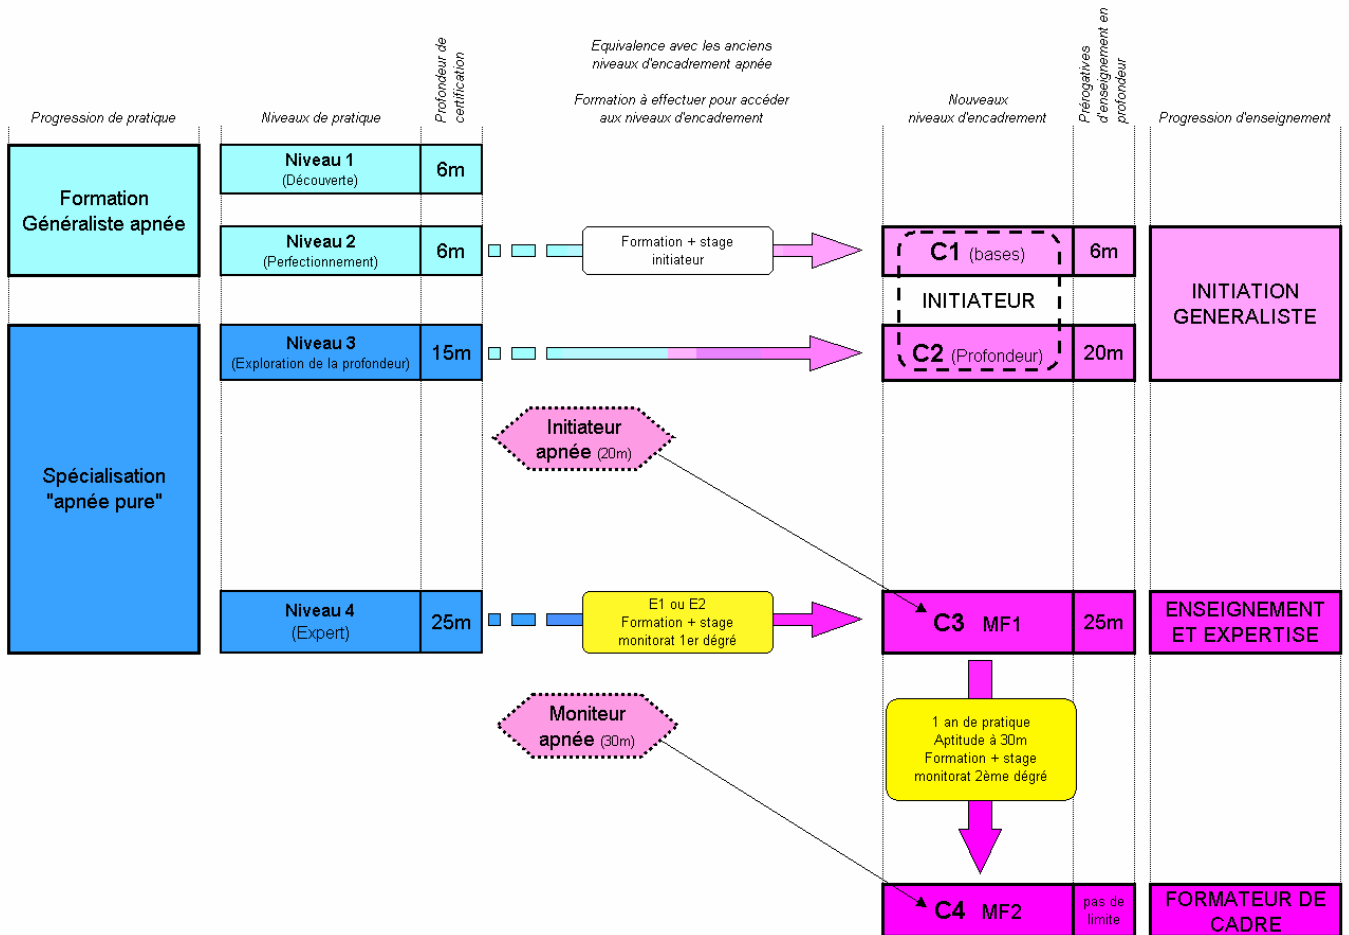 Equivalence avec les anciens
niveaux d'encadrement apnée
Formation à effectuer pour accéder
aux niveaux d'encadrement
Progression de pratique
Niveaux de pratique
Profondeur de
certification
Nouveaux
niveaux d'encadrement
Prérogatives
d'enseignement en
profondeur
Progression d'enseignement
Formation
Généraliste apnée
Niveau 1
(Découverte)
6m
Niveau 2
(Perfectionnement)
6m
Formation + stage
initiateur
C1 (bases)
6m
INITIATEUR
INITIATION
GENERALISTE
Niveau 3
(Exploration de la profondeur)
15m
C2 (Profondeur)
20m
Spécialisation
"apnée pure"
Initiateur
apnée (20m)
Niveau 4
(Expert)
25m
E1 ou E2
Formation + stage
monitorat 1er dégré
C3 MF1
25m
ENSEIGNEMENT
ET EXPERTISE
Moniteur
apnée (30m)
1 an de pratique
Aptitude à 30m
Formation + stage
monitorat 2ème dégré
C4 MF2
pas de
limite
FORMATEUR DE
CADRE